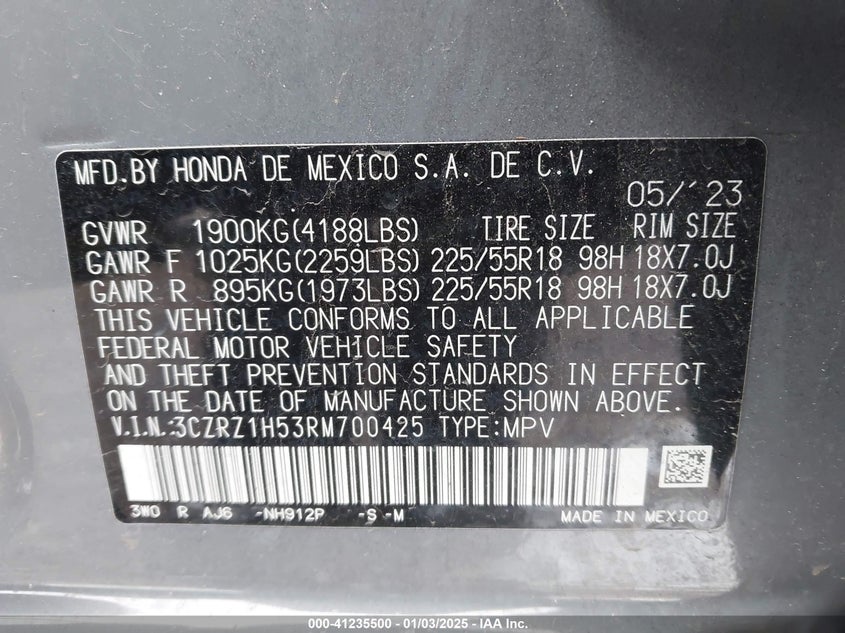 MFD.BY HONDA DE MEXICO S.A. DE C.V.
05/'23
GVWR 1900KG(4188LBS) TIRE SIZE RIM SIZE
GAWR F 1025KG(2259LBS) 225/55R18 98H 18X7.0J
GAWR R 895KG(1973LBS) 225/55R18 98H 18X7.0J
THIS VEHICLE CONFORMS TO ALL APPLICABLE
FEDERAL MOTOR VEHICLE SAFETY
AND THEFT PREVENTION STANDARDS IN EFFECT
ON THE DATE OF MANUFACTURE SHOWN ABOVE.
V.I.N.:3CZRZ1H53RM700425 TYPE:MPV
3W0 R AJ6 -NH912P -S -M MADE IN MEXICO
000-41235500 - 01/03/2025 - IAA Inc.